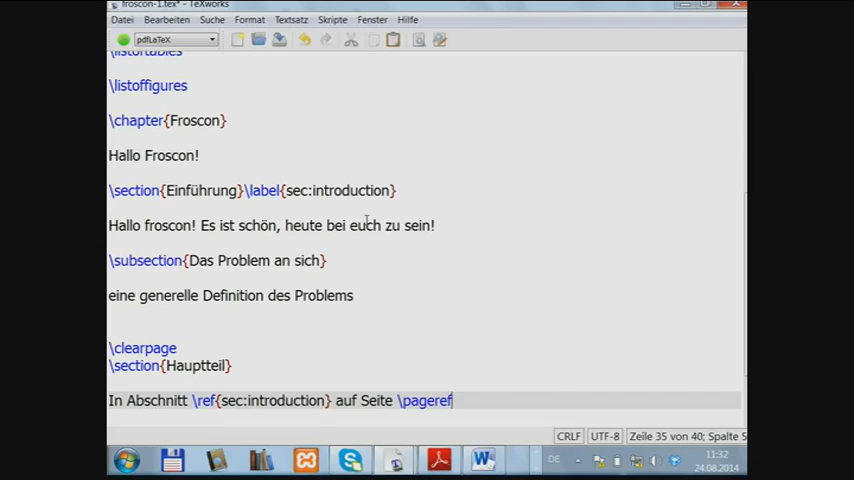 froscon-1.tex* - TeXworks
Datei Bearbeiten Suche Format Textsatz Skripte Fenster Hilfe
pdfLaTeX
\listoftables
\listoffigures
\chapter{Froscon}
Hallo Froscon!
\section{Einführung}\label{sec:introduction}
Hallo froscon! Es ist schön, heute bei euch zu sein!
\subsection{Das Problem an sich}
eine generelle Definition des Problems
\clearpage
\section{Hauptteil}
In Abschnitt \ref{sec:introduction} auf Seite \pageref
CRLF UTF-8 Zeile 35 von 40; Spalte 5
DE 11:32
24.08.2014